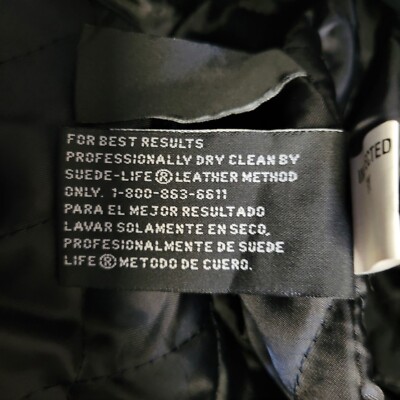 FOR BEST RESULTS
PROFESSIONALLY DRY CLEAN BY
SUEDE-LIFE® LEATHER METHOD
ONLY. 1-800-863-6611
PARA EL MEJOR RESULTADO
LAVAR SOLAMENTE EN SECO,
PROFESIONALMENTE DE SUEDE
LIFE® METODO DE CUERO.